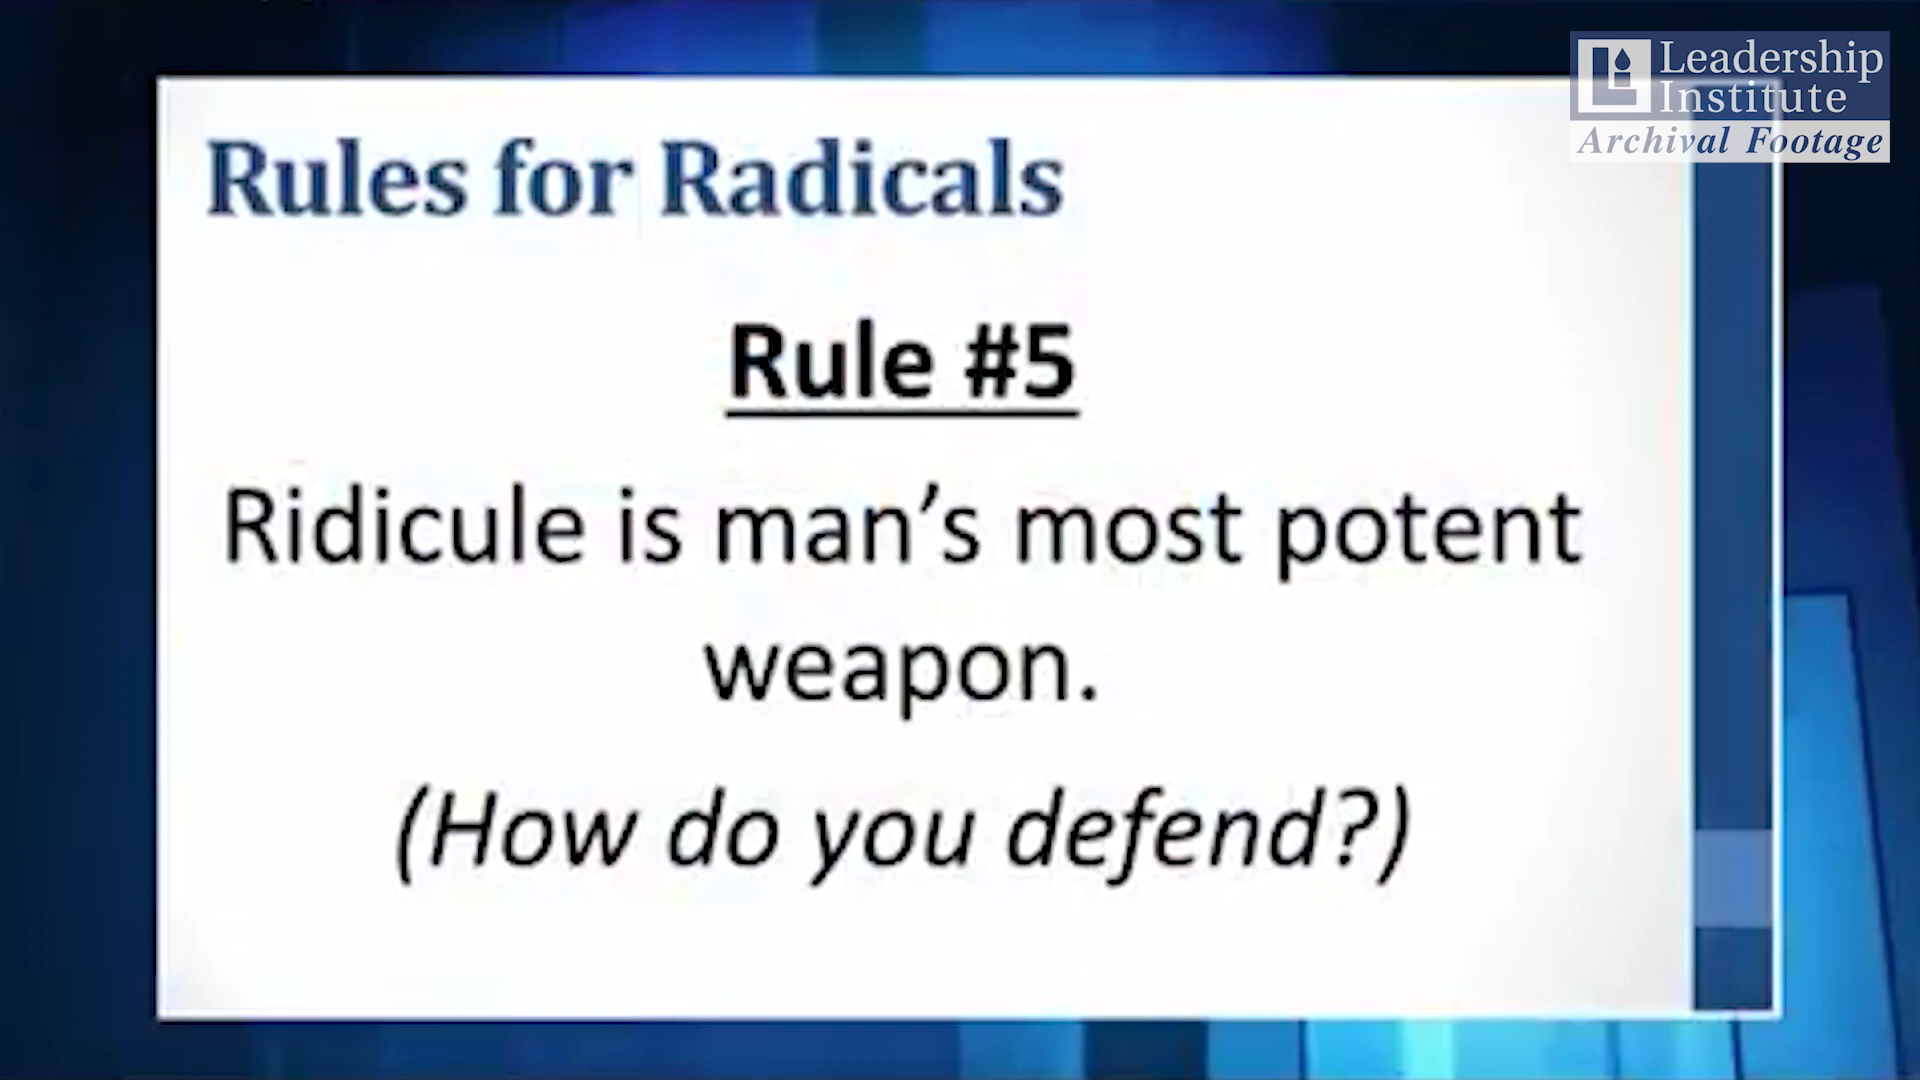 Leadership
Institute
Archival Footage
Rules for Radicals
Rule #5
Ridicule is man’s most potent
weapon.
(How do you defend?)